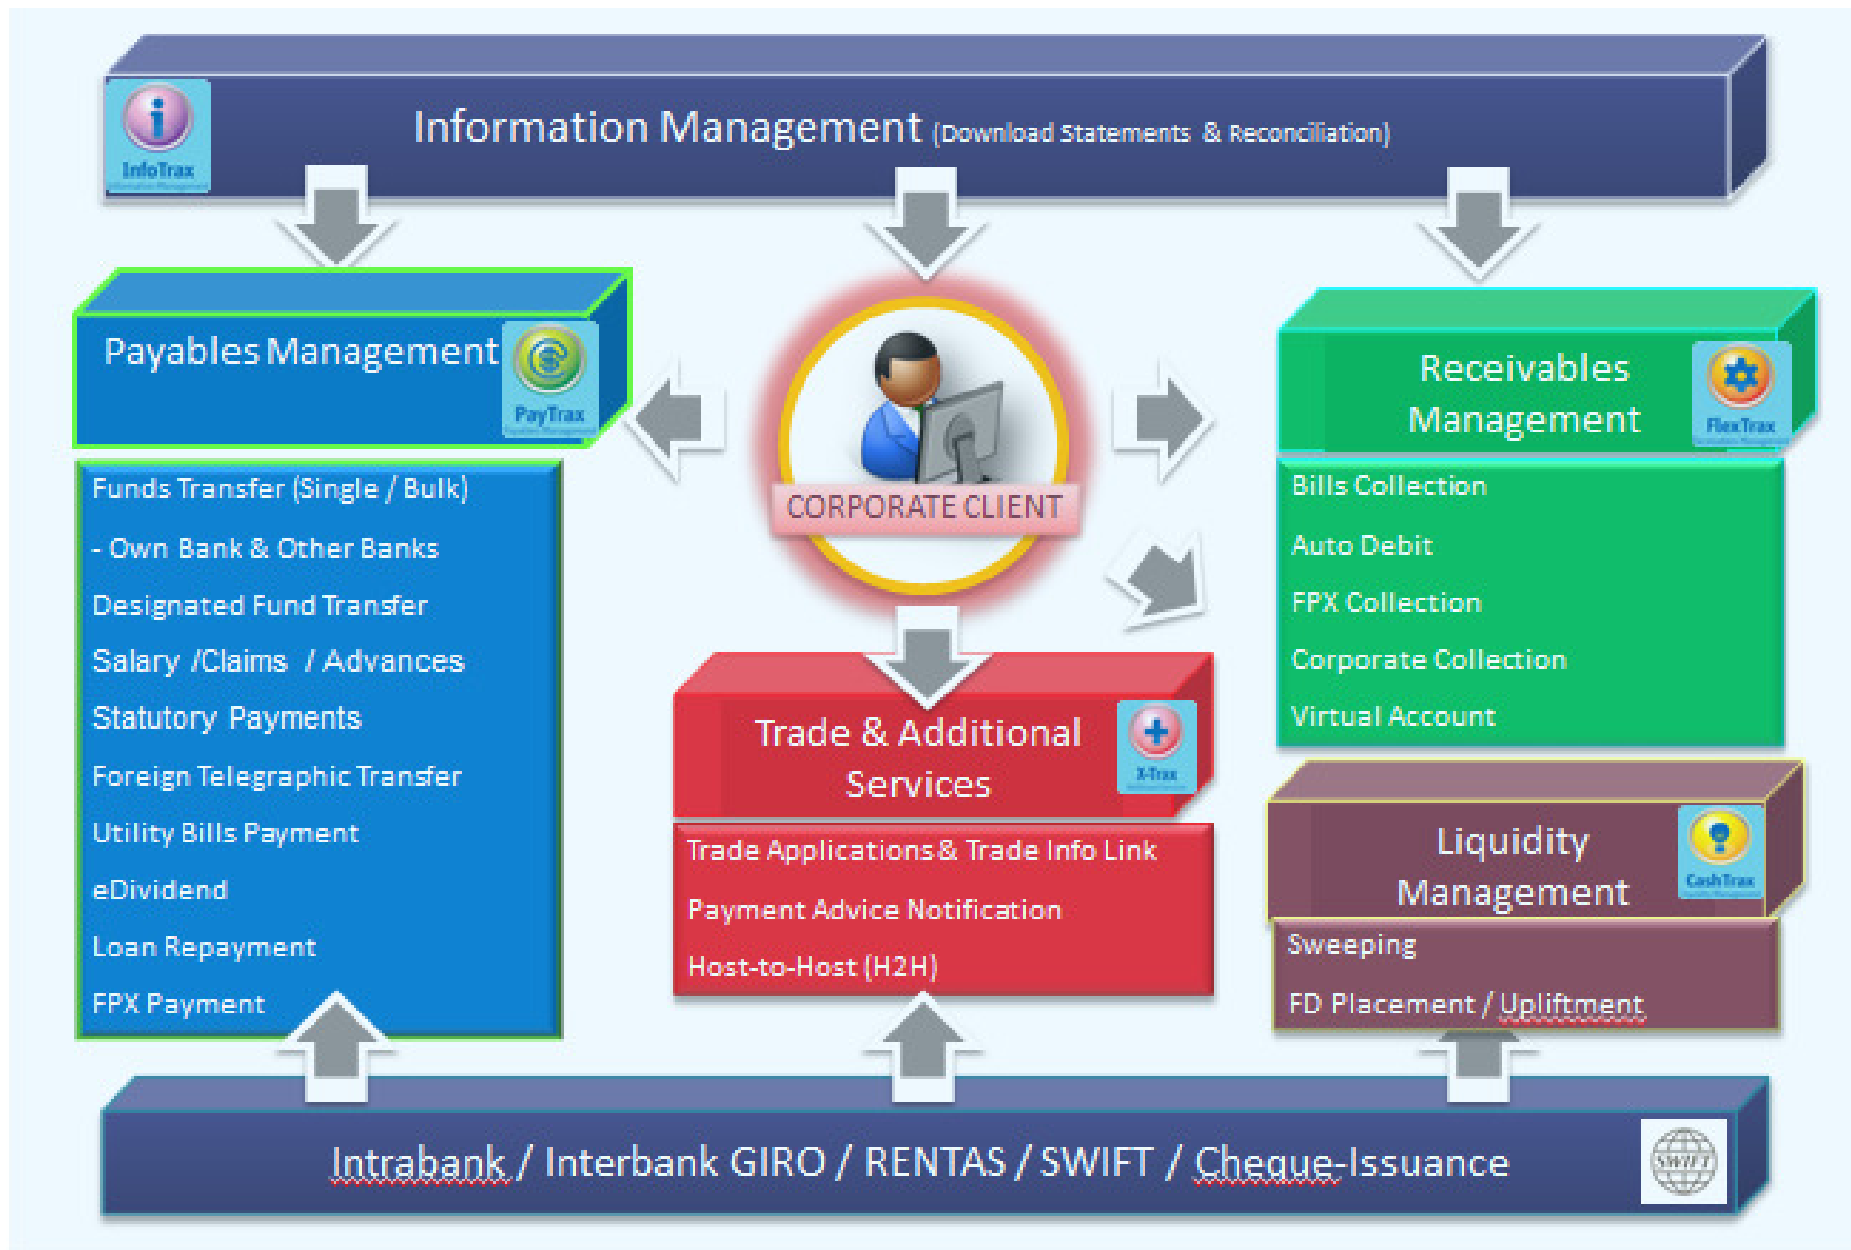 Information Management (Download Statements & Reconciliation)
InfoTrax
Information Management
Payables Management
PayTrax
Payables Management
Receivables
Management
FlexTrax
CORPORATE CLIENT
Funds Transfer (Single / Bulk)
- Own Bank & Other Banks
Designated Fund Transfer
Salary /Claims / Advances
Statutory Payments
Foreign Telegraphic Transfer
Utility Bills Payment
eDividend
Loan Repayment
FPX Payment
Trade & Additional
Services
X-Trax
Trade Applications & Trade Info Link
Payment Advice Notification
Host-to-Host (H2H)
Bills Collection
Auto Debit
FPX Collection
Corporate Collection
Virtual Account
Liquidity
Management
CashTrax
Sweeping
FD Placement / Upliftment
Intrabank / Interbank GIRO / RENTAS / SWIFT / Cheque-Issuance
SWIFT